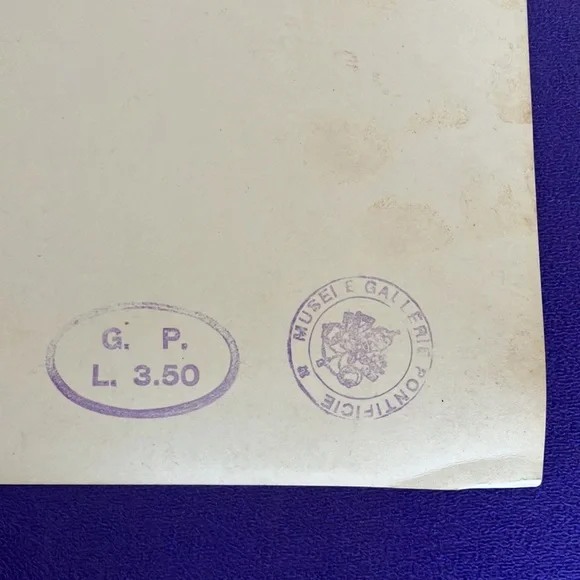 G. P.
L. 3.50
MUSEI E GALLERIE PONTIFICIE